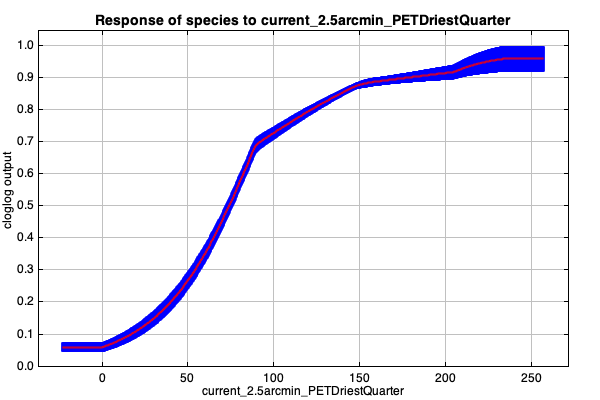 Response of species to current_2.5arcmin_PETDriestQuarter
1.0
0.9
0.8
0.7
0.6
0.5
0.4
0.3
0.2
0.1
0.0
cloglog output
0 50 100 150 200 250
current_2.5arcmin_PETDriestQuarter